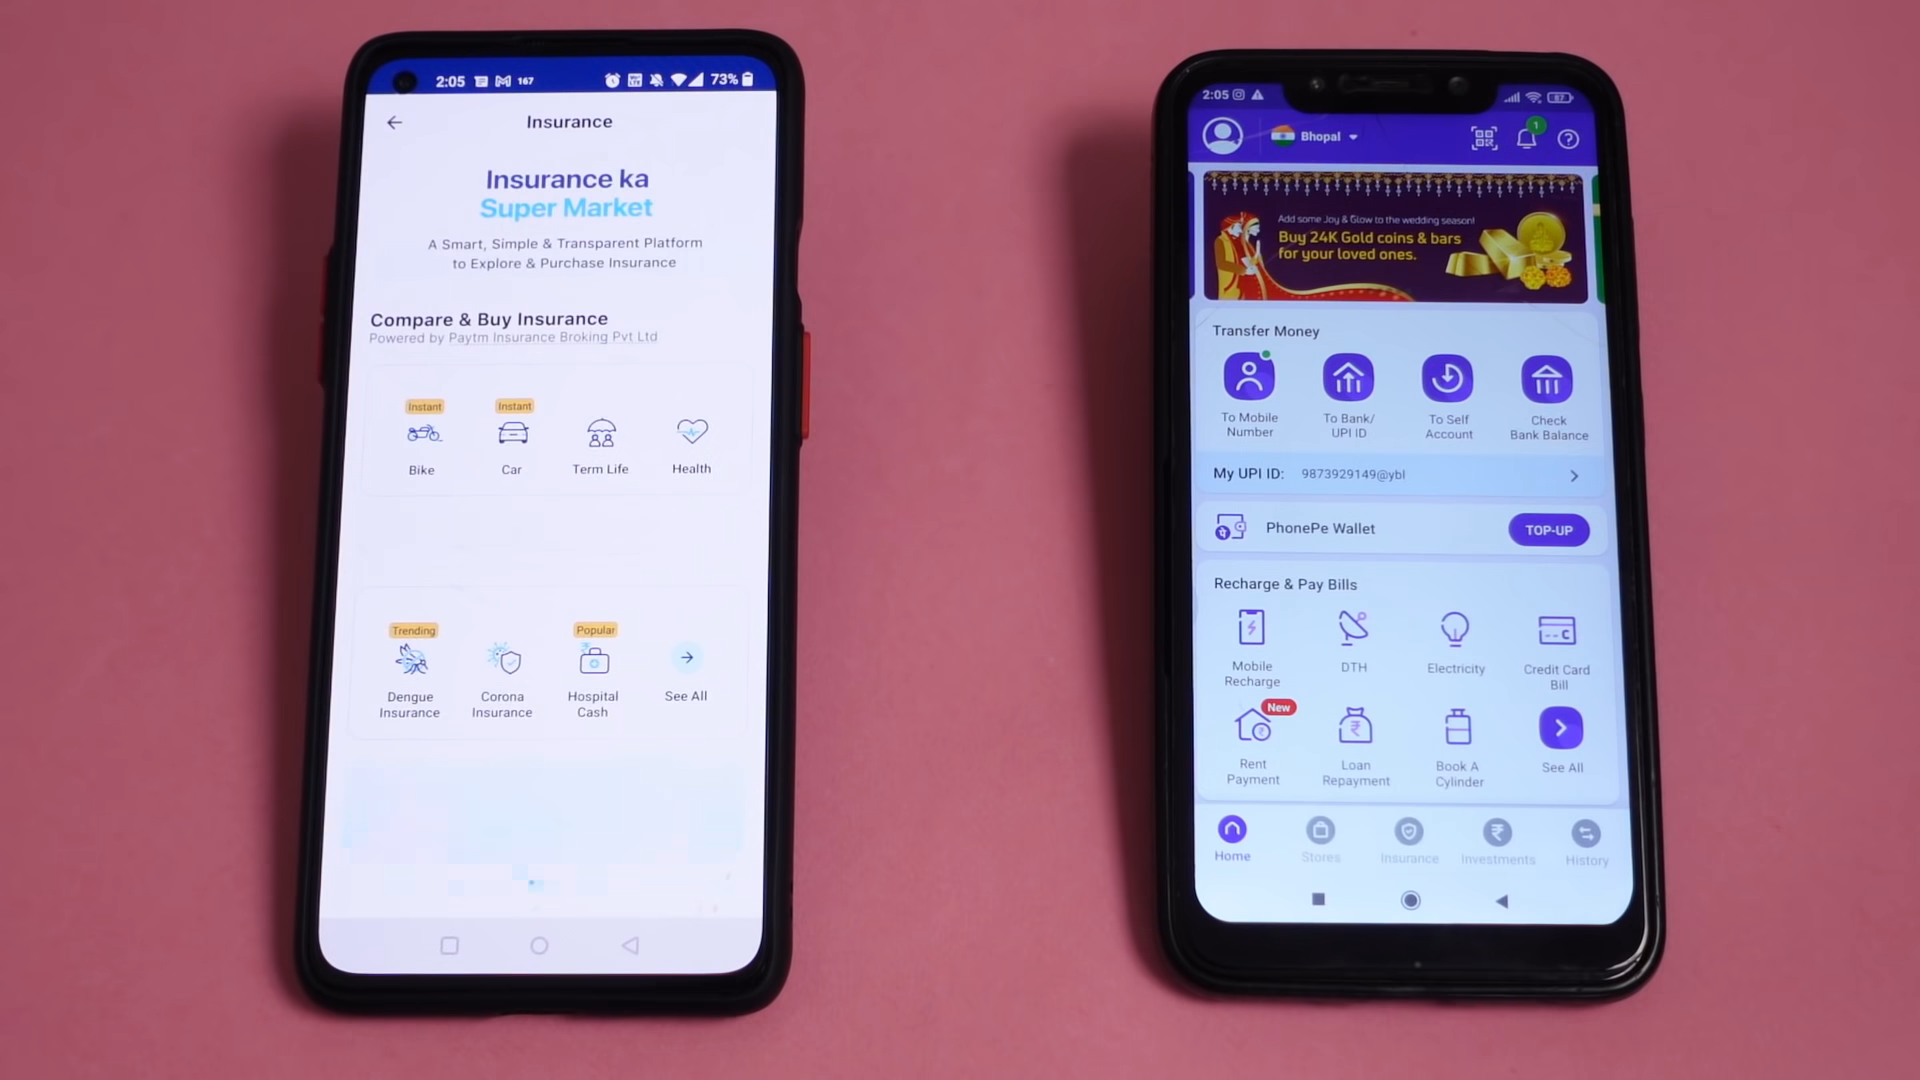 2:05 167 73%
Insurance
Insurance ka
Super Market
A Smart, Simple & Transparent Platform
to Explore & Purchase Insurance
Compare & Buy Insurance
Powered by Paytm Insurance Broking Pvt Ltd
Instant Instant
Bike Car Term Life Health
Trending Popular
Dengue Corona Hospital See All
Insurance Insurance Cash
2:05 87
Bhopal 1
Add some Joy & Glow to the wedding season!
Buy 24K Gold coins & bars
for your loved ones.
Transfer Money
To Mobile To Bank/ To Self Check
Number UPI ID Account Bank Balance
My UPI ID: 9873929149@ybl
PhonePe Wallet TOP-UP
Recharge & Pay Bills
Mobile DTH Electricity Credit Card
Recharge Bill
New
Rent Loan Book A See All
Payment Repayment Cylinder
Home Stores Insurance Investments History